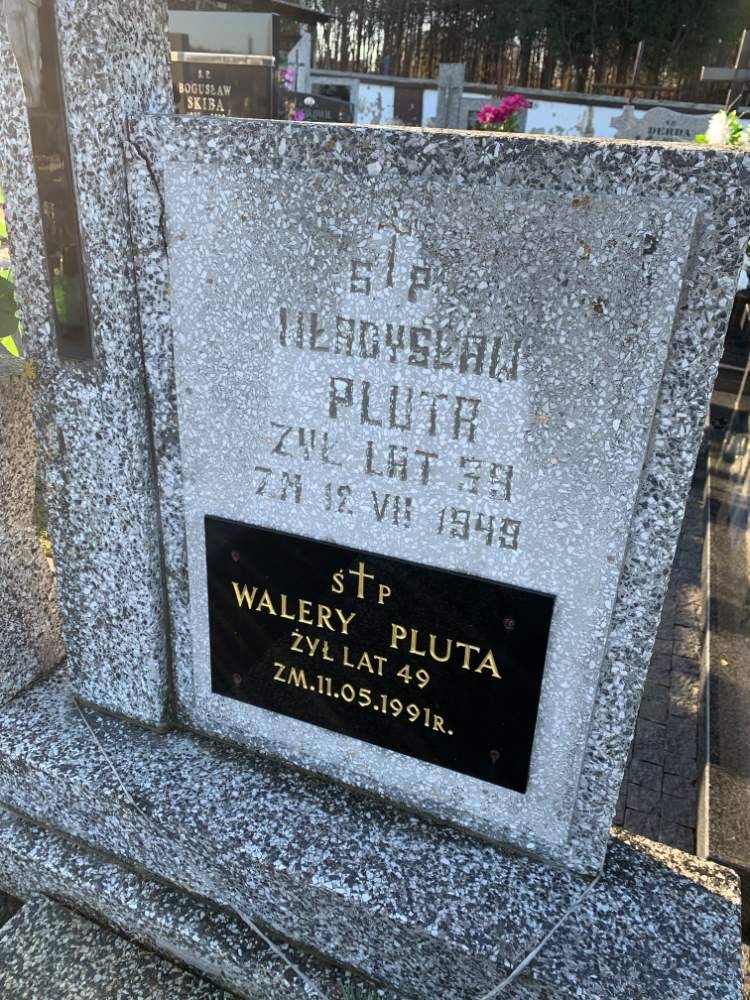 Ś. P.
BOGUSŁAW
SKIBA
DERDA
Ś † P
WŁADYSŁAW
PLUTA
ŻYŁ LAT 39
ZM 12 VII 1949
Ś † P
WALERY PLUTA
ŻYŁ LAT 49
ZM. 11.05.1991R.